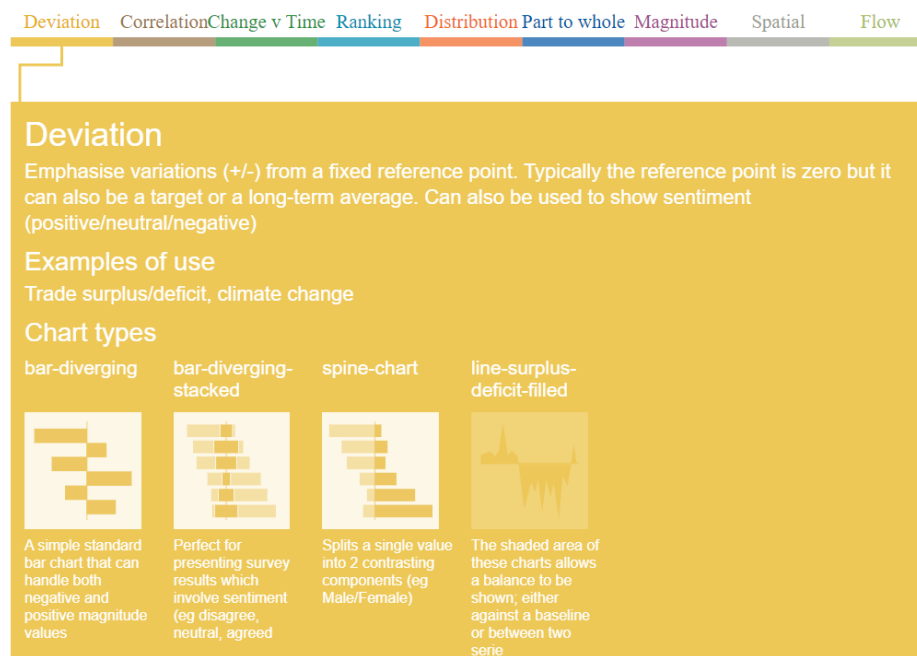 Deviation Correlation Change v Time Ranking Distribution Part to whole Magnitude Spatial Flow
Deviation
Emphasise variations (+/-) from a fixed reference point. Typically the reference point is zero but it
can also be a target or a long-term average. Can also be used to show sentiment
(positive/neutral/negative)
Examples of use
Trade surplus/deficit, climate change
Chart types
bar-diverging
A simple standard
bar chart that can
handle both
negative and
positive magnitude
values
bar-diverging-
stacked
Perfect for
presenting survey
results which
involve sentiment
(eg disagree,
neutral, agreed
spine-chart
Splits a single value
into 2 contrasting
components (eg
Male/Female)
line-surplus-
deficit-filled
The shaded area of
these charts allows
a balance to be
shown; either
against a baseline
or between two
serie